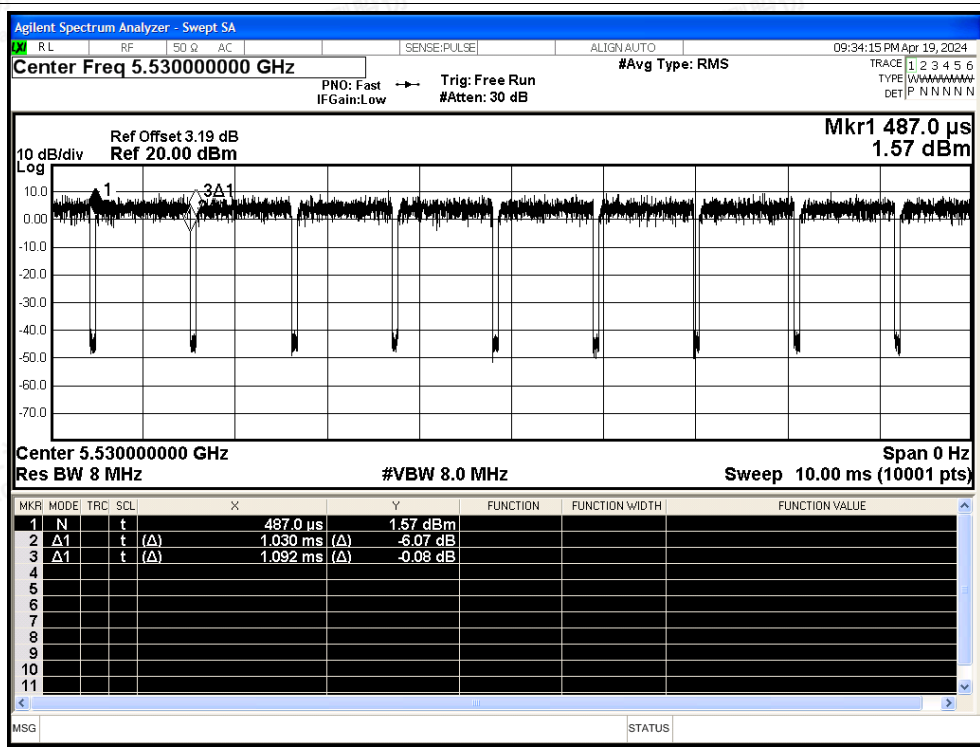 Agilent Spectrum Analyzer - Swept SA
LXI RL RF 50 Ω AC SENSE:PULSE ALIGN AUTO 09:34:15 PM Apr 19, 2024
Center Freq 5.530000000 GHz #Avg Type: RMS TRACE 1 2 3 4 5 6
PNO: Fast Trig: Free Run TYPE WWWWWW
IFGain:Low #Atten: 30 dB DET P N N N N N
Mkr1 487.0 µs
Ref Offset 3.19 dB
10 dB/div Ref 20.00 dBm 1.57 dBm
Log
10.0
1 3Δ1
0.00
-10.0
-20.0
-30.0
-40.0
-50.0
-60.0
-70.0
Center 5.530000000 GHz Span 0 Hz
Res BW 8 MHz #VBW 8.0 MHz Sweep 10.00 ms (10001 pts)
MKR MODE TRC SCL X Y FUNCTION FUNCTION WIDTH FUNCTION VALUE
1 N t 487.0 µs 1.57 dBm
2 Δ1 t (Δ) 1.030 ms (Δ) -6.07 dB
3 Δ1 t (Δ) 1.092 ms (Δ) -0.08 dB
4
5
6
7
8
9
10
11
MSG STATUS